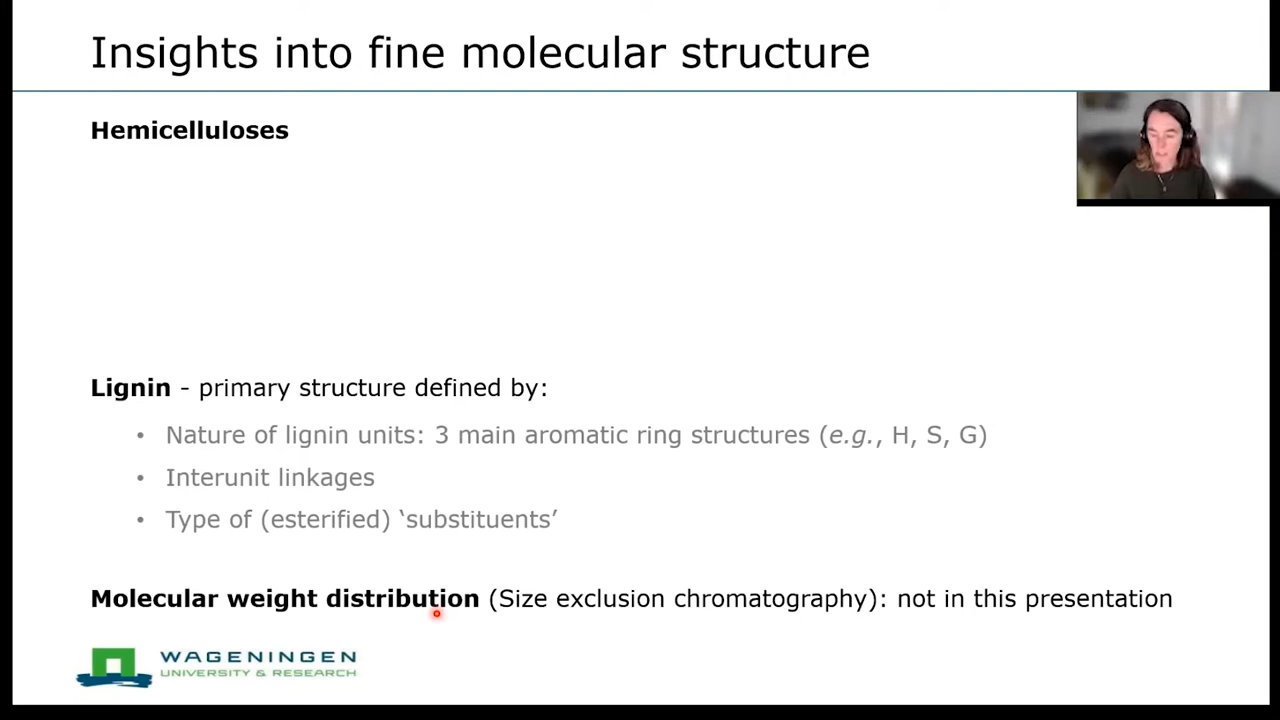 Insights into fine molecular structure
Hemicelluloses
Lignin - primary structure defined by:
• Nature of lignin units: 3 main aromatic ring structures (e.g., H, S, G)
• Interunit linkages
• Type of (esterified) ‘substituents’
Molecular weight distribution (Size exclusion chromatography): not in this presentation
WAGENINGEN
UNIVERSITY & RESEARCH